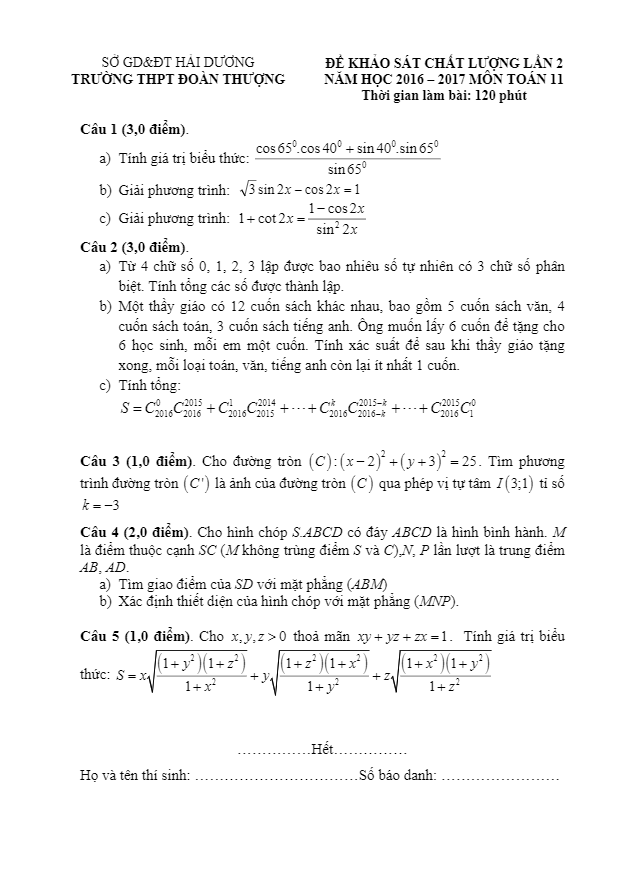 SỞ GD&ĐT HẢI DƯƠNG
TRƯỜNG THPT ĐOÀN THƯỢNG
ĐỀ KHẢO SÁT CHẤT LƯỢNG LẦN 2
NĂM HỌC 2016 – 2017 MÔN TOÁN 11
Thời gian làm bài: 120 phút
Câu 1 (3,0 điểm).
a) Tính giá trị biểu thức: \frac{\cos 65^0.\cos 40^0 + \sin 40^0.\sin 65^0}{\sin 65^0}
b) Giải phương trình: \sqrt{3}\sin 2x - \cos 2x = 1
c) Giải phương trình: 1 + \cot 2x = \frac{1 - \cos 2x}{\sin^2 2x}
Câu 2 (3,0 điểm).
a) Từ 4 chữ số 0, 1, 2, 3 lập được bao nhiêu số tự nhiên có 3 chữ số phân
biệt. Tính tổng các số được thành lập.
b) Một thầy giáo có 12 cuốn sách khác nhau, bao gồm 5 cuốn sách văn, 4
cuốn sách toán, 3 cuốn sách tiếng anh. Ông muốn lấy 6 cuốn để tặng cho
6 học sinh, mỗi em một cuốn. Tính xác suất để sau khi thầy giáo tặng
xong, mỗi loại toán, văn, tiếng anh còn lại ít nhất 1 cuốn.
c) Tính tổng:
S = C_{2016}^{0}C_{2016}^{2015} + C_{2016}^{1}C_{2015}^{2014} + ⋯ + C_{2016}^{k}C_{2016-k}^{2015-k} + ⋯ + C_{2016}^{2015}C_{1}^{0}
Câu 3 (1,0 điểm). Cho đường tròn (C):(x-2)^2+(y+3)^2=25. Tìm phương
trình đường tròn (C') là ảnh của đường tròn (C) qua phép vị tự tâm I(3;1) tỉ số
k = -3
Câu 4 (2,0 điểm). Cho hình chóp S.ABCD có đáy ABCD là hình bình hành. M
là điểm thuộc cạnh SC (M không trùng điểm S và C),N, P lần lượt là trung điểm
AB, AD.
a) Tìm giao điểm của SD với mặt phẳng (ABM)
b) Xác định thiết diện của hình chóp với mặt phẳng (MNP).
Câu 5 (1,0 điểm). Cho x, y, z > 0 thoả mãn xy + yz + zx = 1. Tính giá trị biểu
thức: S = x\sqrt{\frac{(1+y^2)(1+z^2)}{1+x^2}} + y\sqrt{\frac{(1+z^2)(1+x^2)}{1+y^2}} + z\sqrt{\frac{(1+x^2)(1+y^2)}{1+z^2}}
……………Hết……………
Họ và tên thí sinh: ………………………………Số báo danh: ……………………